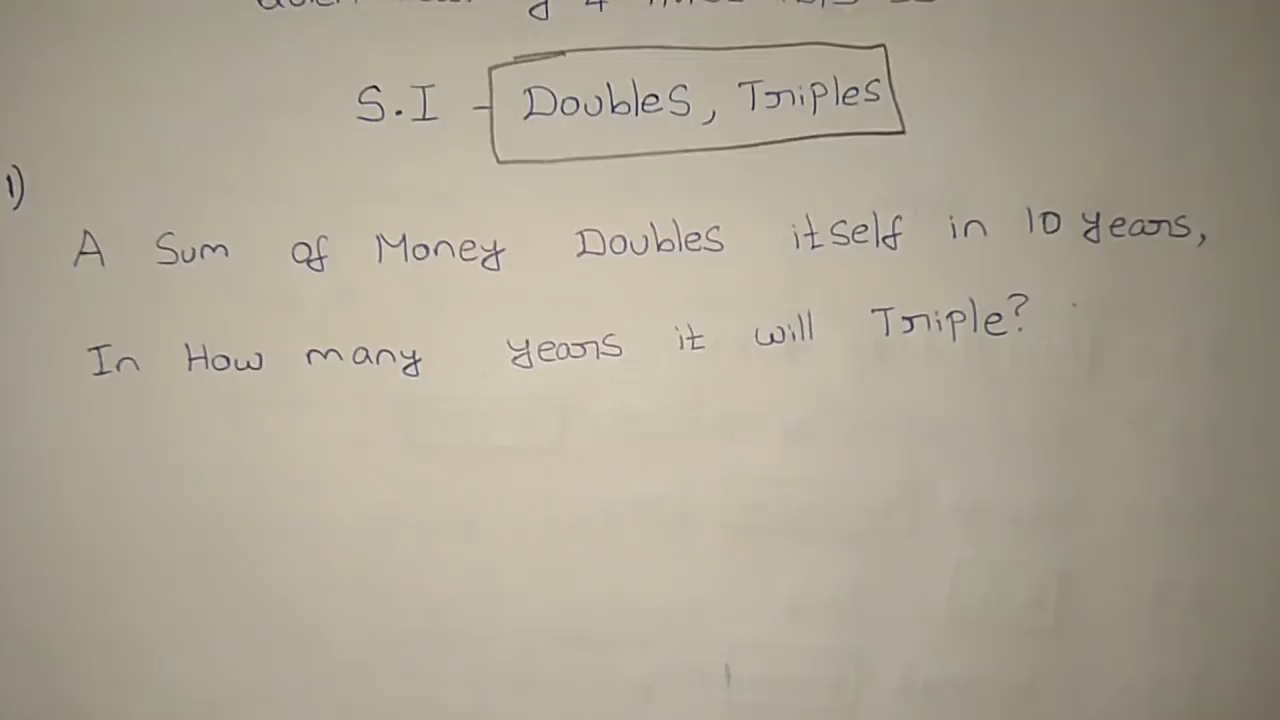 S.I - Doubles, Triples
1)
A Sum of Money Doubles itself in 10 years,
In How many years it will Triple?